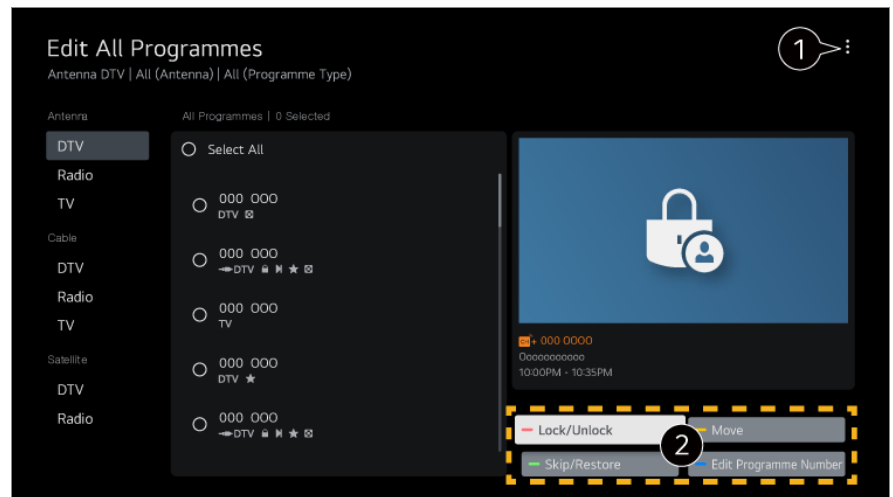 Edit All Programmes
Antenna DTV | All (Antenna) | All (Programme Type)
1
Antenna
DTV
Radio
TV
Cable
DTV
Radio
TV
Satellite
DTV
Radio
All Programmes | 0 Selected
Select All
000 000
DTV
000 000
DTV
000 000
TV
000 000
DTV
000 000
DTV
CH+ 000 0000
Oooooooooo
10:00PM - 10:35PM
Lock/Unlock
Move
2
Skip/Restore
Edit Programme Number